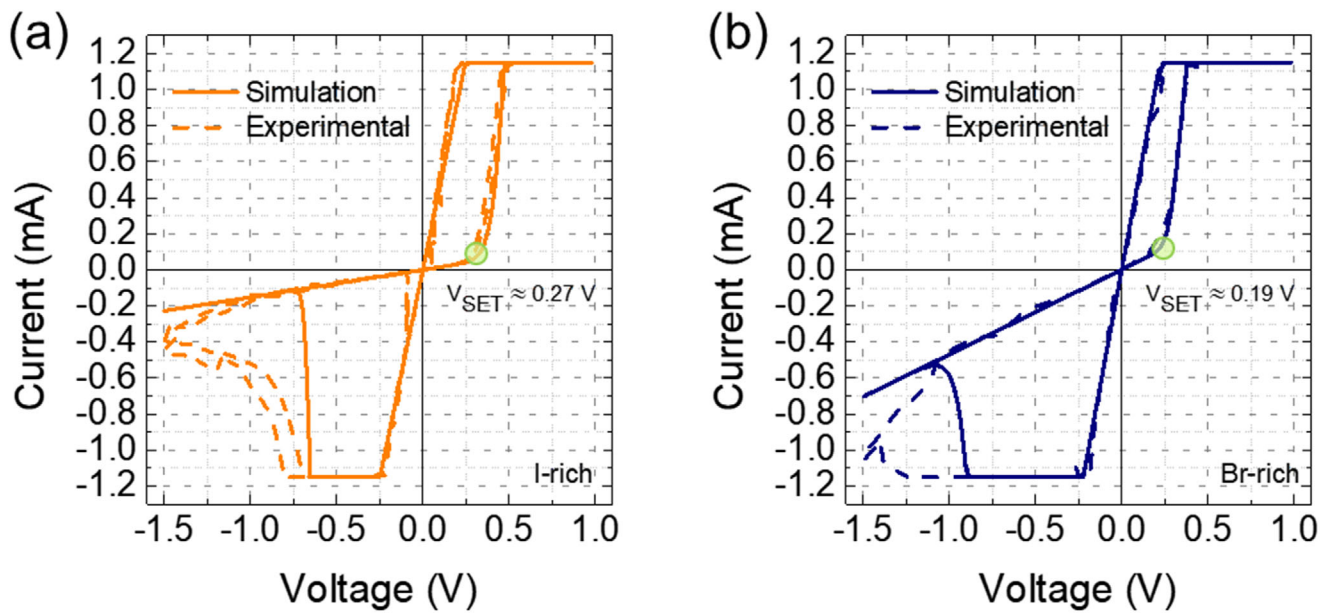 (a)
1.2
1.0
0.8
0.6
0.4
0.2
0.0
-0.2
-0.4
-0.6
-0.8
-1.0
-1.2
Current (mA)
Simulation
Experimental
V_SET ≈ 0.27 V
I-rich
-1.5 -1.0 -0.5 0.0 0.5 1.0
Voltage (V)
(b)
1.2
1.0
0.8
0.6
0.4
0.2
0.0
-0.2
-0.4
-0.6
-0.8
-1.0
-1.2
Current (mA)
Simulation
Experimental
V_SET ≈ 0.19 V
Br-rich
-1.5 -1.0 -0.5 0.0 0.5 1.0
Voltage (V)